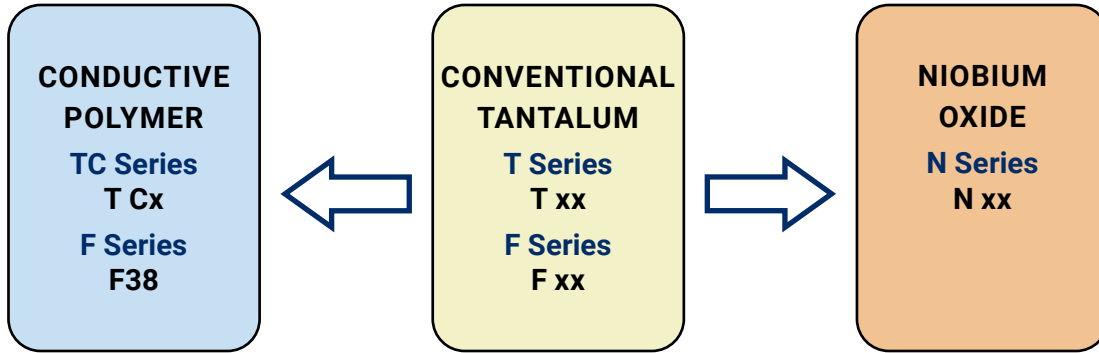 CONDUCTIVE
POLYMER
TC Series
T Cx
F Series
F38
CONVENTIONAL
TANTALUM
T Series
T xx
F Series
F xx
NIOBIUM
OXIDE
N Series
N xx